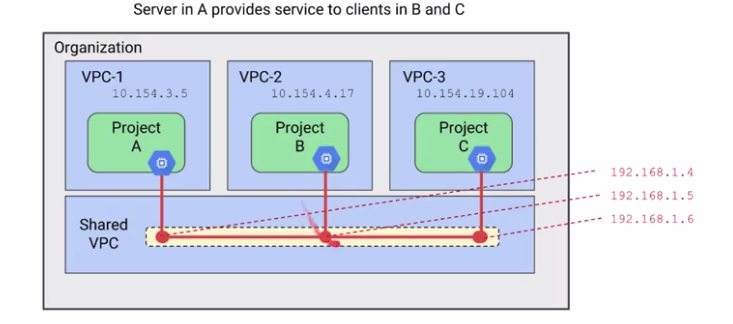 Server in A provides service to clients in B and C
Organization
VPC-1
10.154.3.5
Project
A
VPC-2
10.154.4.17
Project
B
VPC-3
10.154.19.104
Project
C
Shared
VPC
192.168.1.4
192.168.1.5
192.168.1.6